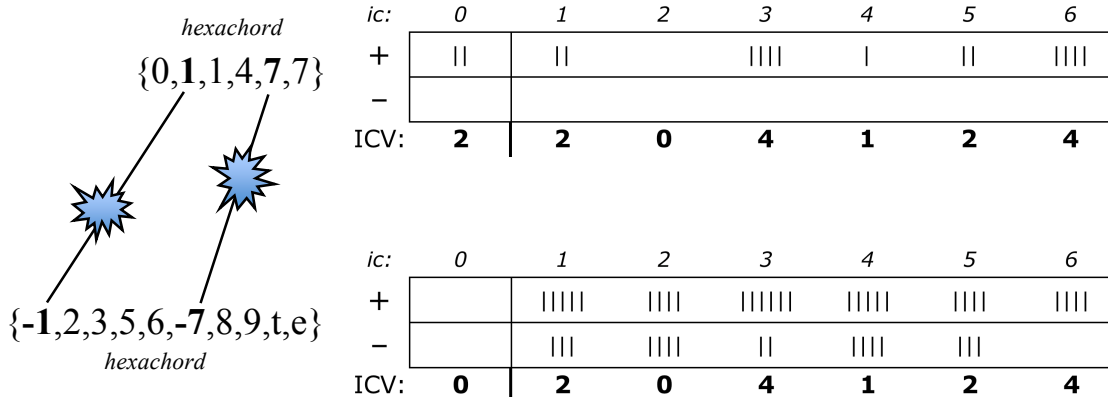 hexachord
{0,1,1,4,7,7}
{-1,2,3,5,6,-7,8,9,t,e}
hexachord
ic: 0 1 2 3 4 5 6
+ || || |||| | || ||||
−
ICV: 2 2 0 4 1 2 4
ic: 0 1 2 3 4 5 6
+ ||||| |||| |||||| ||||| |||| ||||
− ||| |||| || |||| |||
ICV: 0 2 0 4 1 2 4